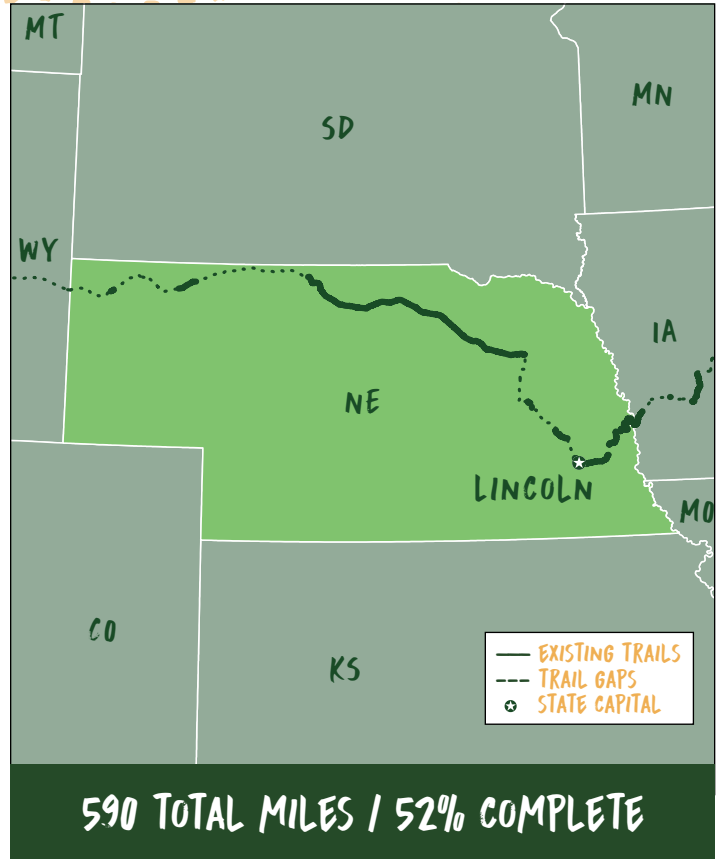 MT
MN
SD
WY
IA
NE
LINCOLN
MO
CO
KS
EXISTING TRAILS
TRAIL GAPS
STATE CAPITAL
590 TOTAL MILES / 52% COMPLETE